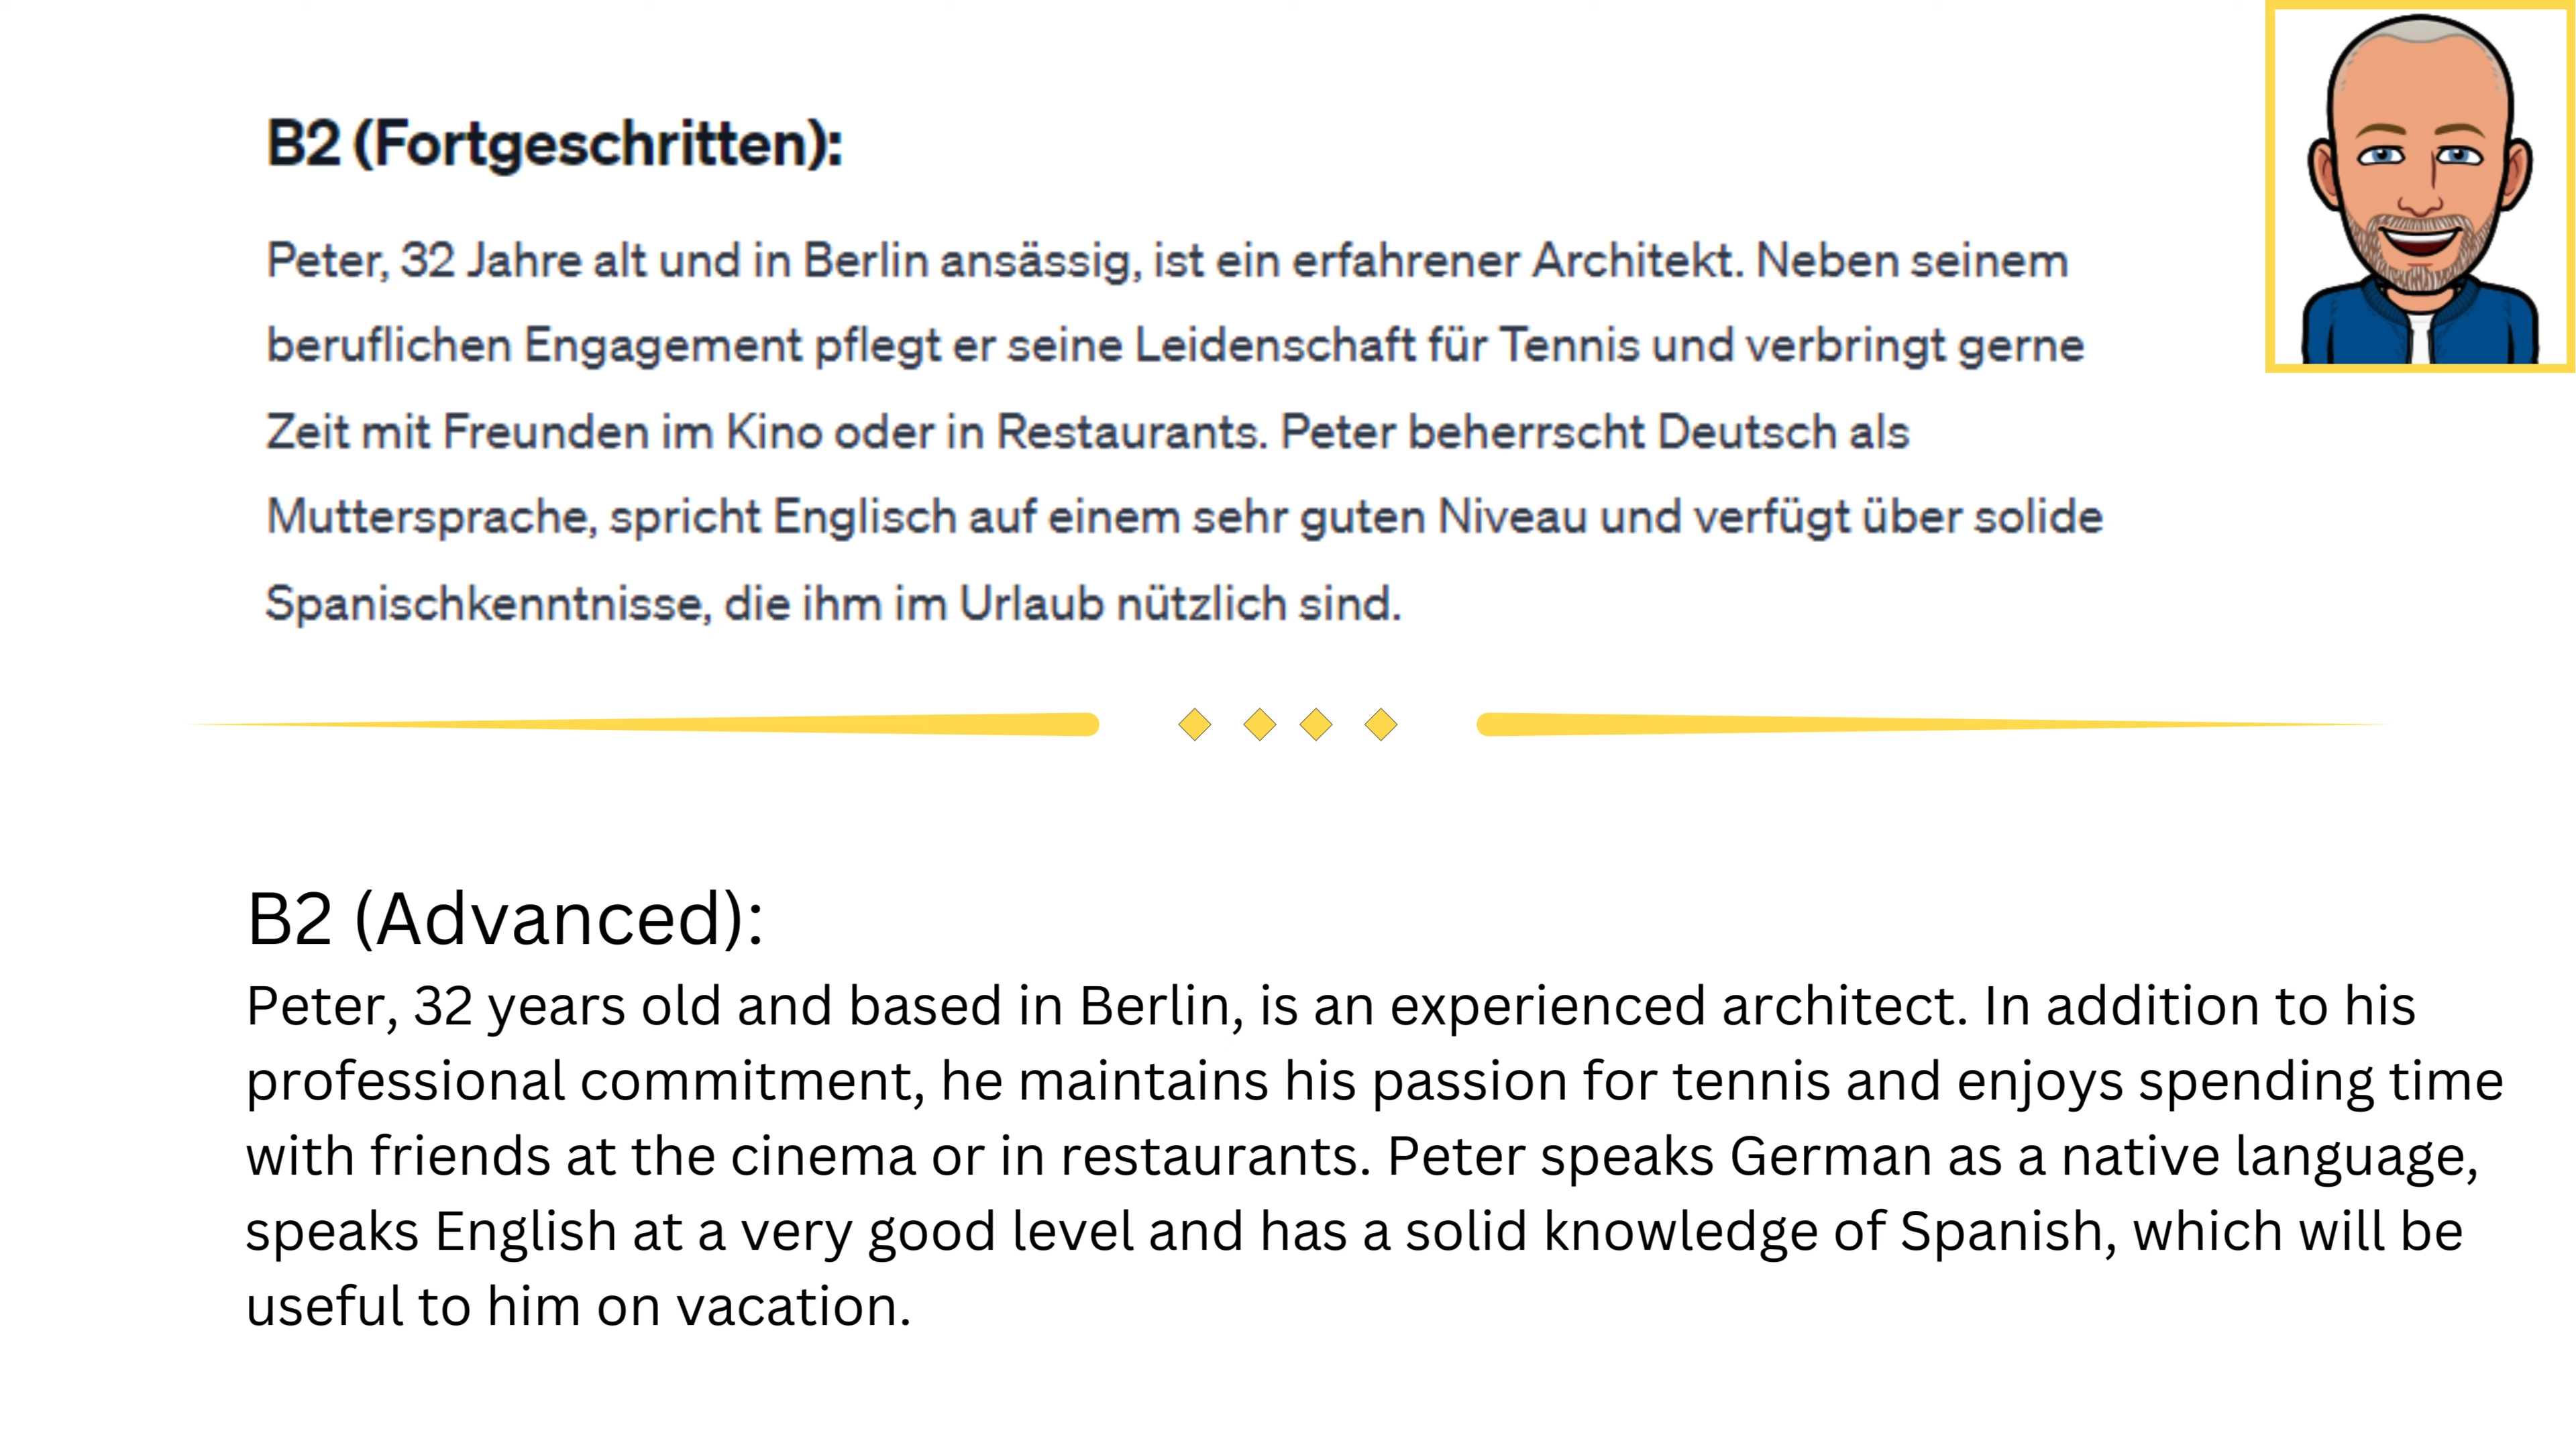 B2 (Fortgeschritten):
Peter, 32 Jahre alt und in Berlin ansässig, ist ein erfahrener Architekt. Neben seinem
beruflichen Engagement pflegt er seine Leidenschaft für Tennis und verbringt gerne
Zeit mit Freunden im Kino oder in Restaurants. Peter beherrscht Deutsch als
Muttersprache, spricht Englisch auf einem sehr guten Niveau und verfügt über solide
Spanischkenntnisse, die ihm im Urlaub nützlich sind.
B2 (Advanced):
Peter, 32 years old and based in Berlin, is an experienced architect. In addition to his
professional commitment, he maintains his passion for tennis and enjoys spending time
with friends at the cinema or in restaurants. Peter speaks German as a native language,
speaks English at a very good level and has a solid knowledge of Spanish, which will be
useful to him on vacation.